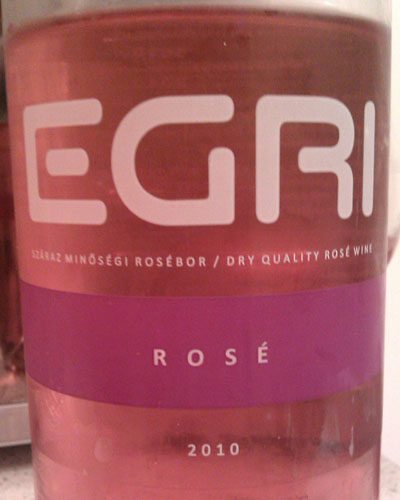 EGRI
SZÁRAZ MINŐSÉGI ROSÉBOR / DRY QUALITY ROSÉ WINE
ROSÉ
2010